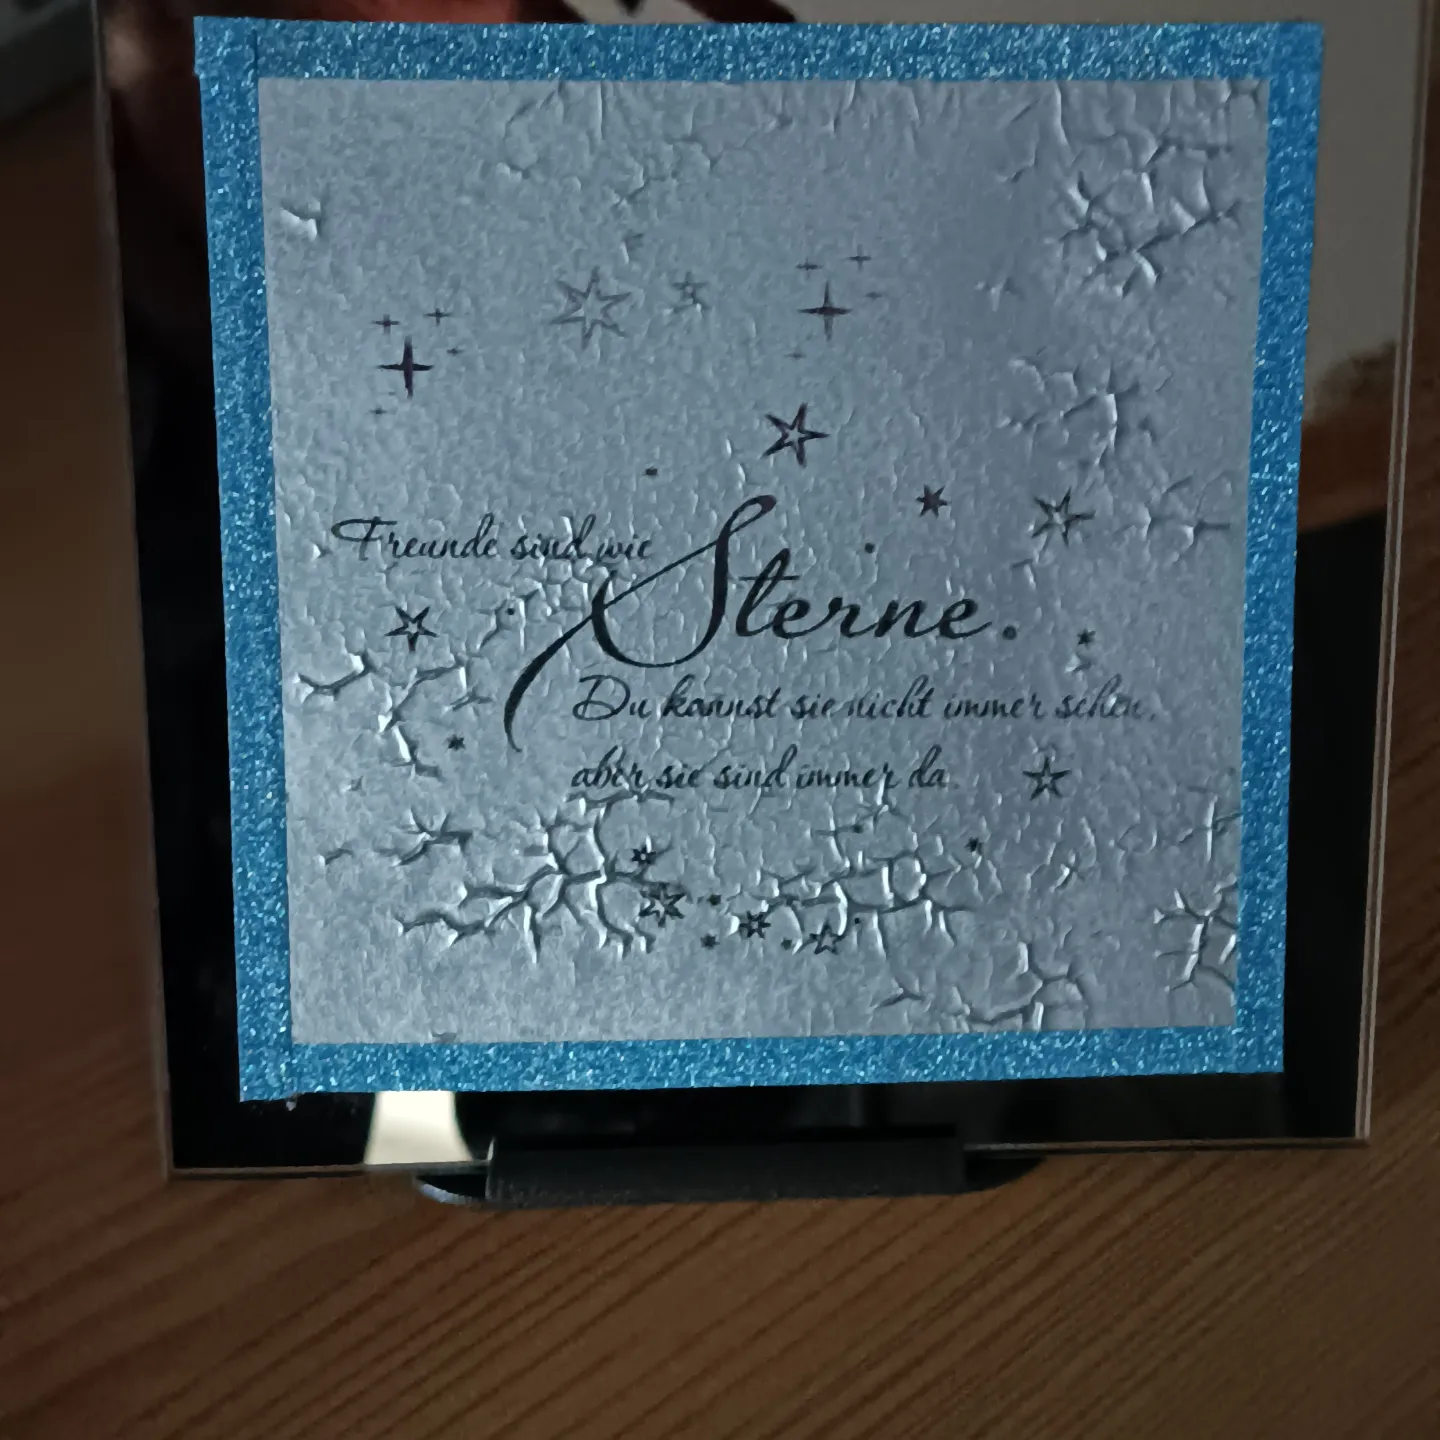 Freunde sind wie
Sterne.
Du kannst sie nicht immer sehen,
aber sie sind immer da.